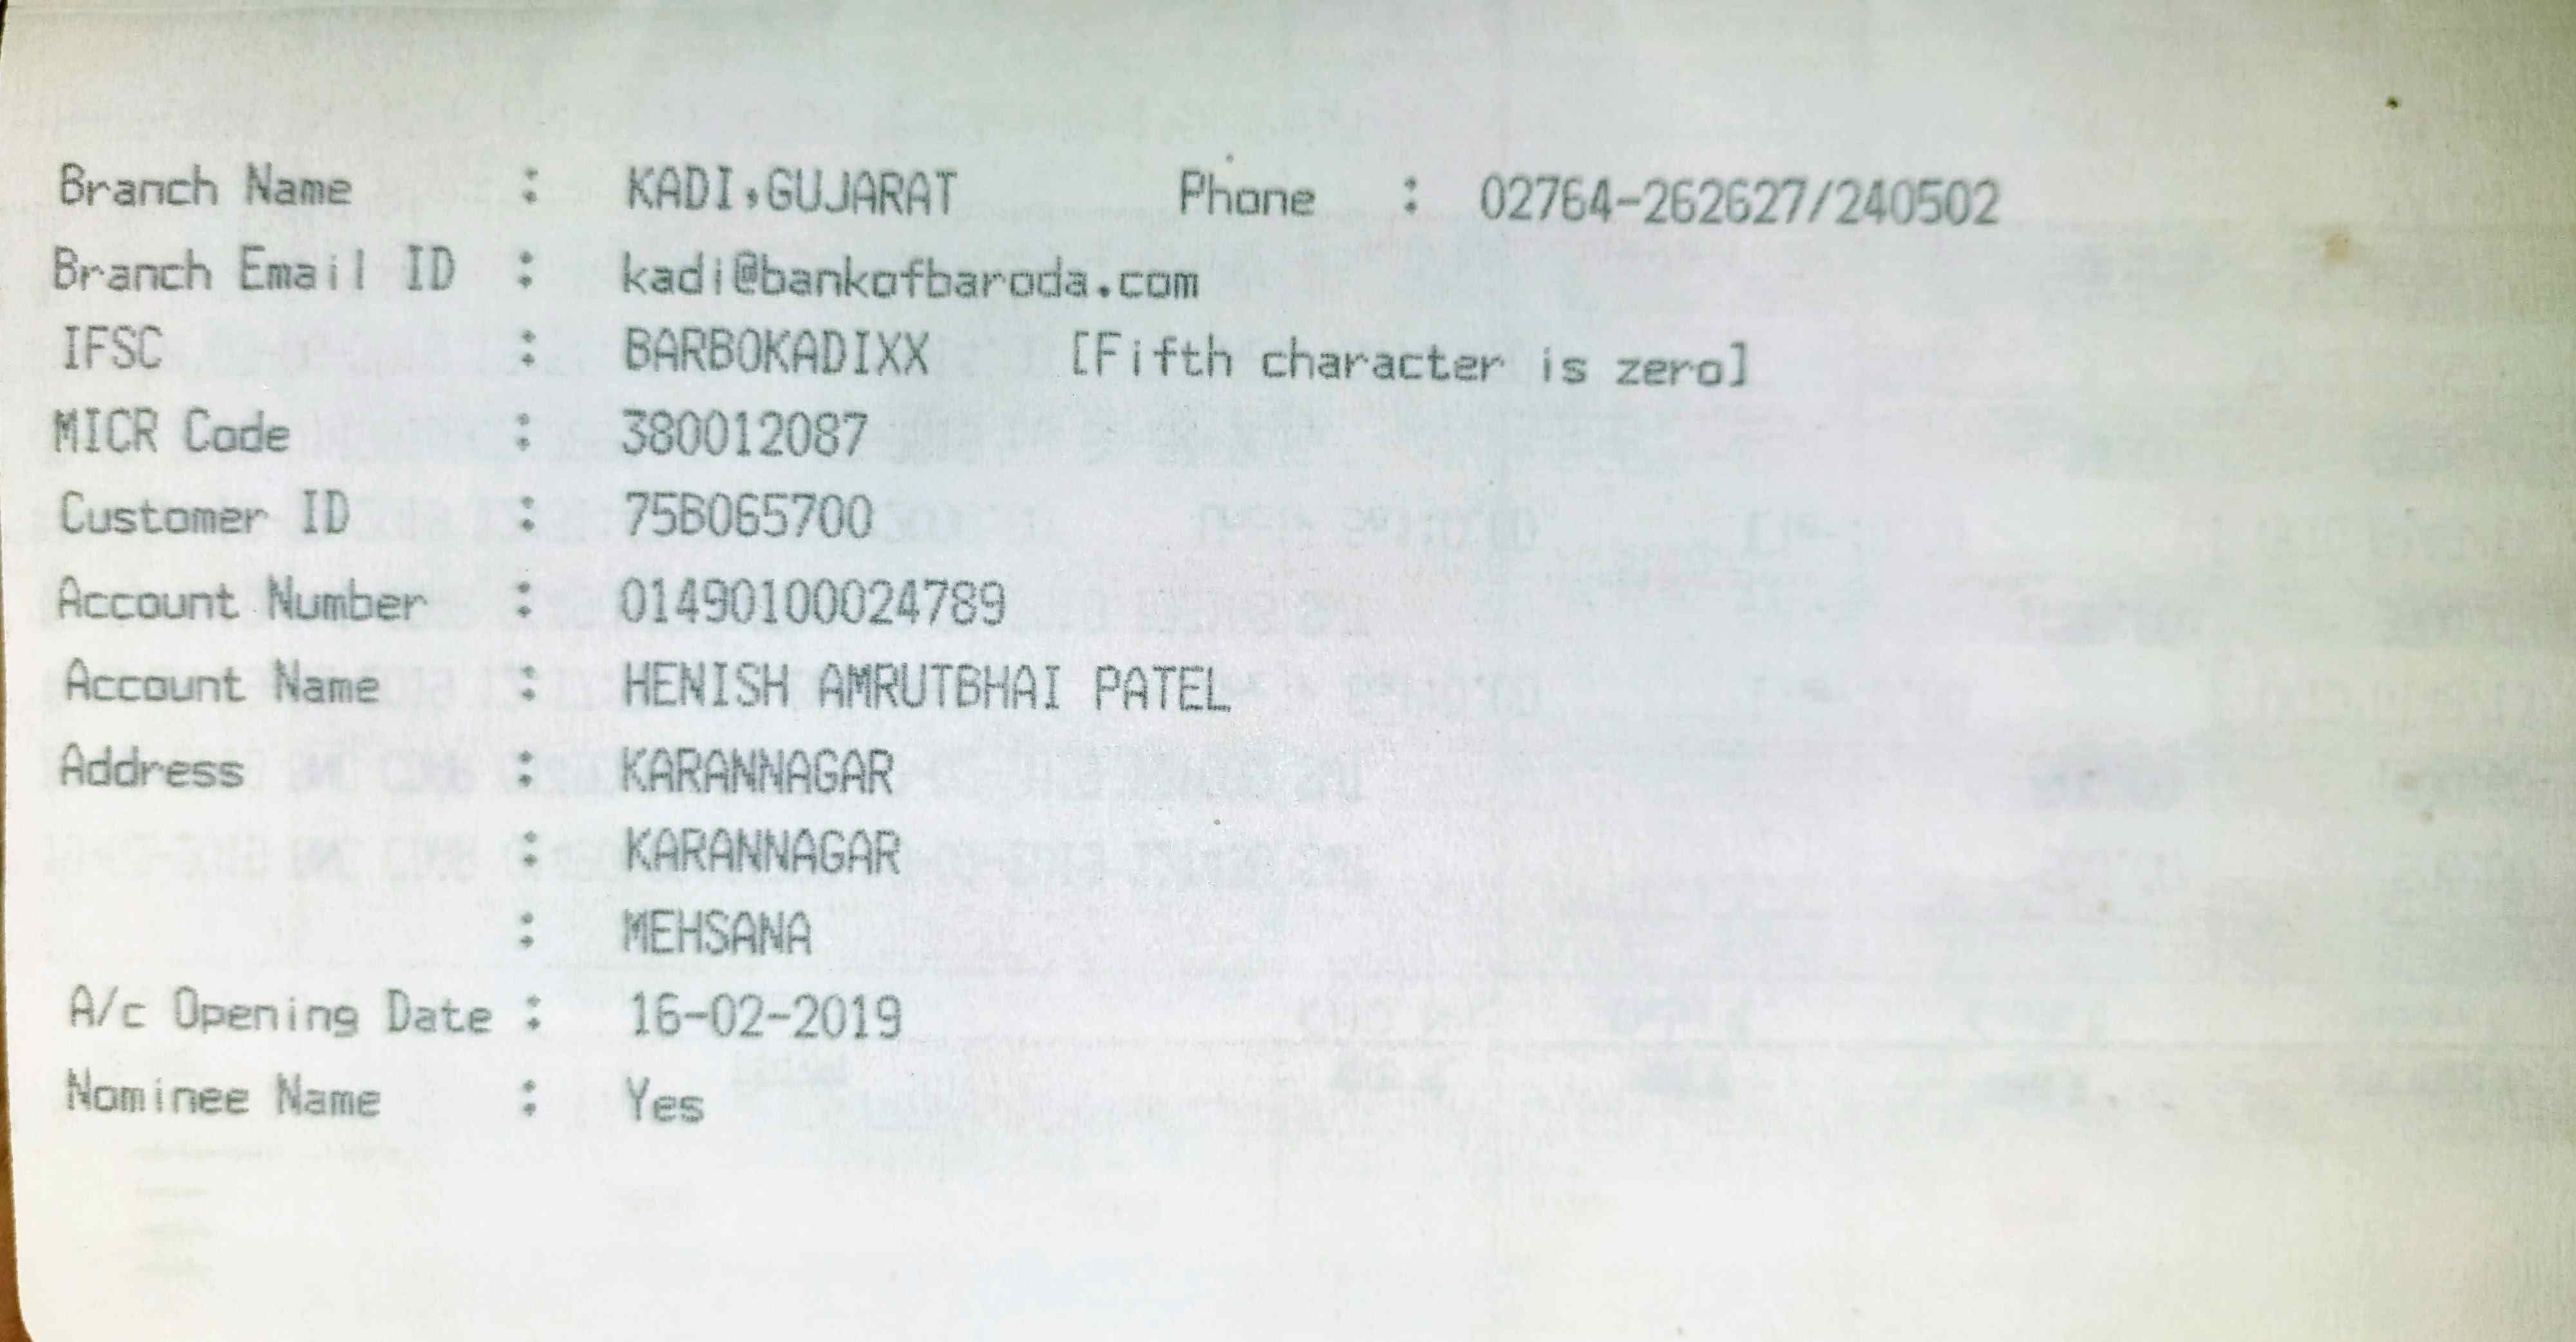 Branch Name : KADI,GUJARAT Phone : 02764-262627/240502
Branch Email ID : kadi@bankofbaroda.com
IFSC : BARB0KADIXX [Fifth character is zero]
MICR Code : 380012087
Customer ID : 75B065700
Account Number : 01490100024789
Account Name : HENISH AMRUTBHAI PATEL
Address : KARANNAGAR
: KARANNAGAR
: MEHSANA
A/c Opening Date : 16-02-2019
Nominee Name : Yes